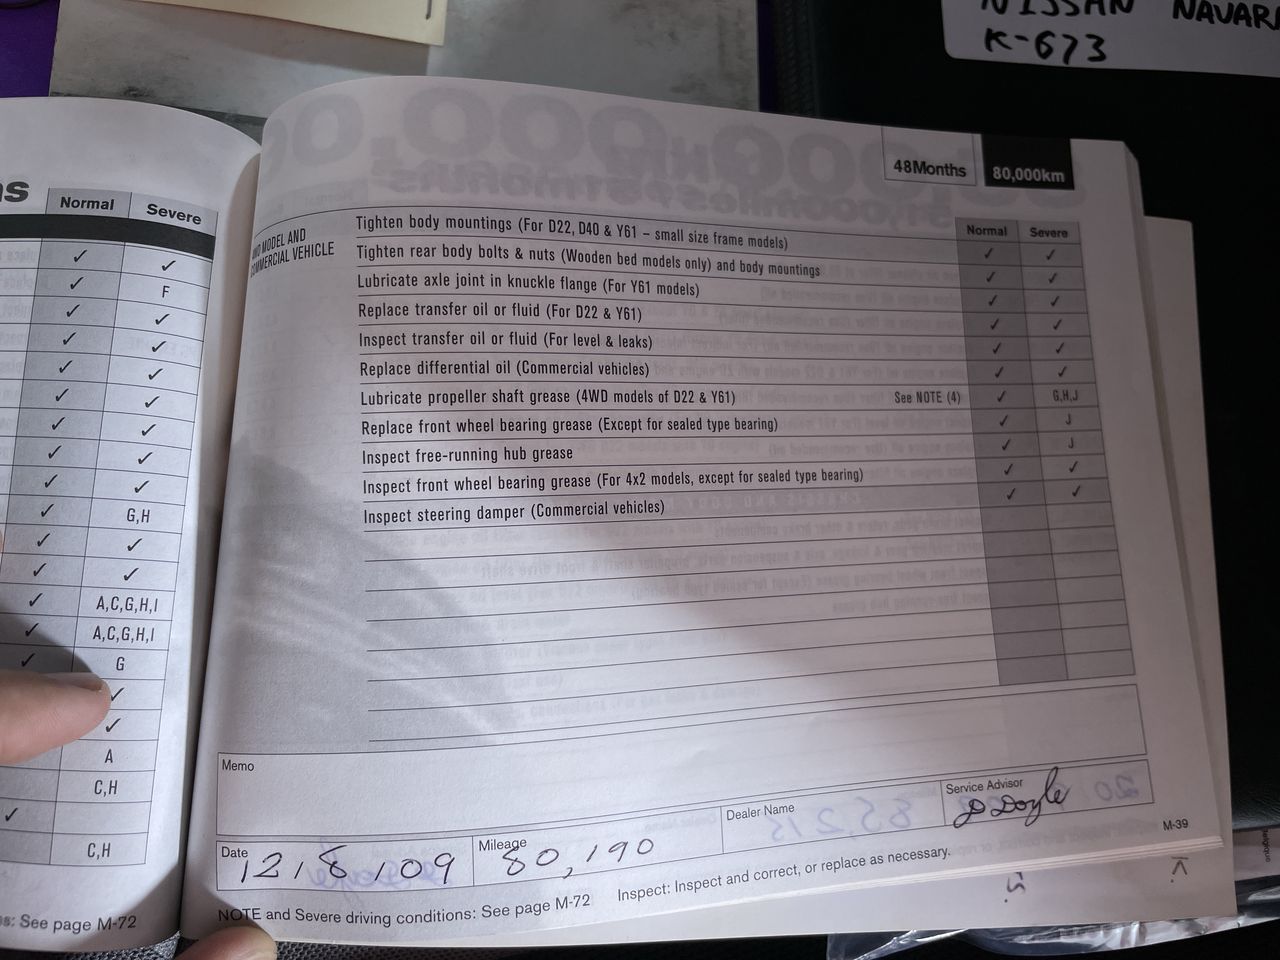 NISSAN NAVARA
K-673
Normal Severe
✓ ✓
✓ F
✓ ✓
✓ ✓
✓ ✓
✓ ✓
✓ ✓
✓ ✓
✓ ✓
✓ G,H
✓ ✓
✓ ✓
✓ A,C,G,H,I
✓ A,C,G,H,I
✓ G
✓
✓
A
C,H
✓
C,H
See page M-72
48Months 80,000km
Normal Severe
MODEL AND
COMMERCIAL VEHICLE
Tighten body mountings (For D22, D40 & Y61 – small size frame models) ✓ ✓
Tighten rear body bolts & nuts (Wooden bed models only) and body mountings ✓ ✓
Lubricate axle joint in knuckle flange (For Y61 models) ✓ ✓
Replace transfer oil or fluid (For D22 & Y61) ✓ ✓
Inspect transfer oil or fluid (For level & leaks) ✓ ✓
Replace differential oil (Commercial vehicles) ✓ ✓
Lubricate propeller shaft grease (4WD models of D22 & Y61) See NOTE (4) ✓ G,H,J
Replace front wheel bearing grease (Except for sealed type bearing) ✓ J
Inspect free-running hub grease ✓ J
Inspect front wheel bearing grease (For 4x2 models, except for sealed type bearing) ✓ ✓
Inspect steering damper (Commercial vehicles) ✓ ✓
Memo
Date 12/8/09 Mileage 80,190 Dealer Name Service Advisor D Doyle
NOTE and Severe driving conditions: See page M-72 Inspect: Inspect and correct, or replace as necessary.
M-39